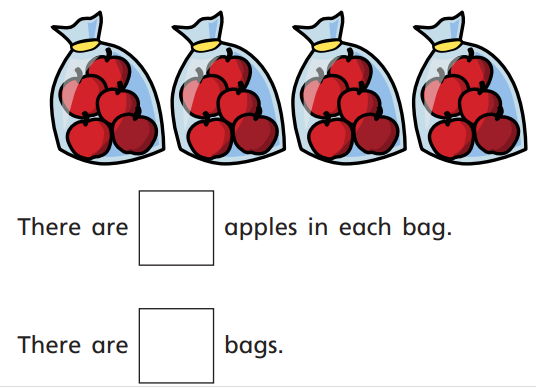 There are apples in each bag.
There are bags.